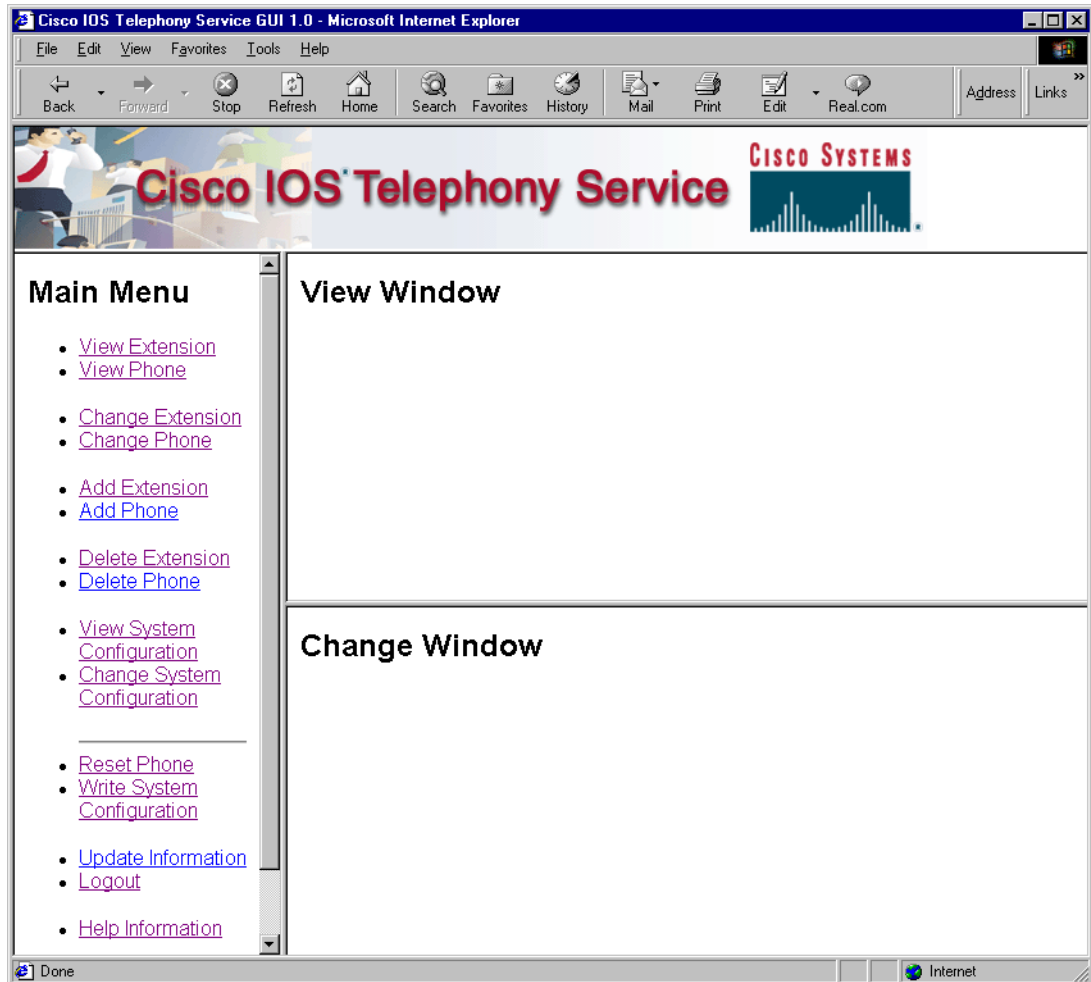 Cisco IOS Telephony Service GUI 1.0 - Microsoft Internet Explorer
File Edit View Favorites Tools Help
Back Forward Stop Refresh Home Search Favorites History Mail Print Edit Real.com Address Links »
Cisco IOS Telephony Service
CISCO SYSTEMS
Main Menu
View Extension
View Phone
Change Extension
Change Phone
Add Extension
Add Phone
Delete Extension
Delete Phone
View System
Configuration
Change System
Configuration
Reset Phone
Write System
Configuration
Update Information
Logout
Help Information
View Window
Change Window
Done
Internet